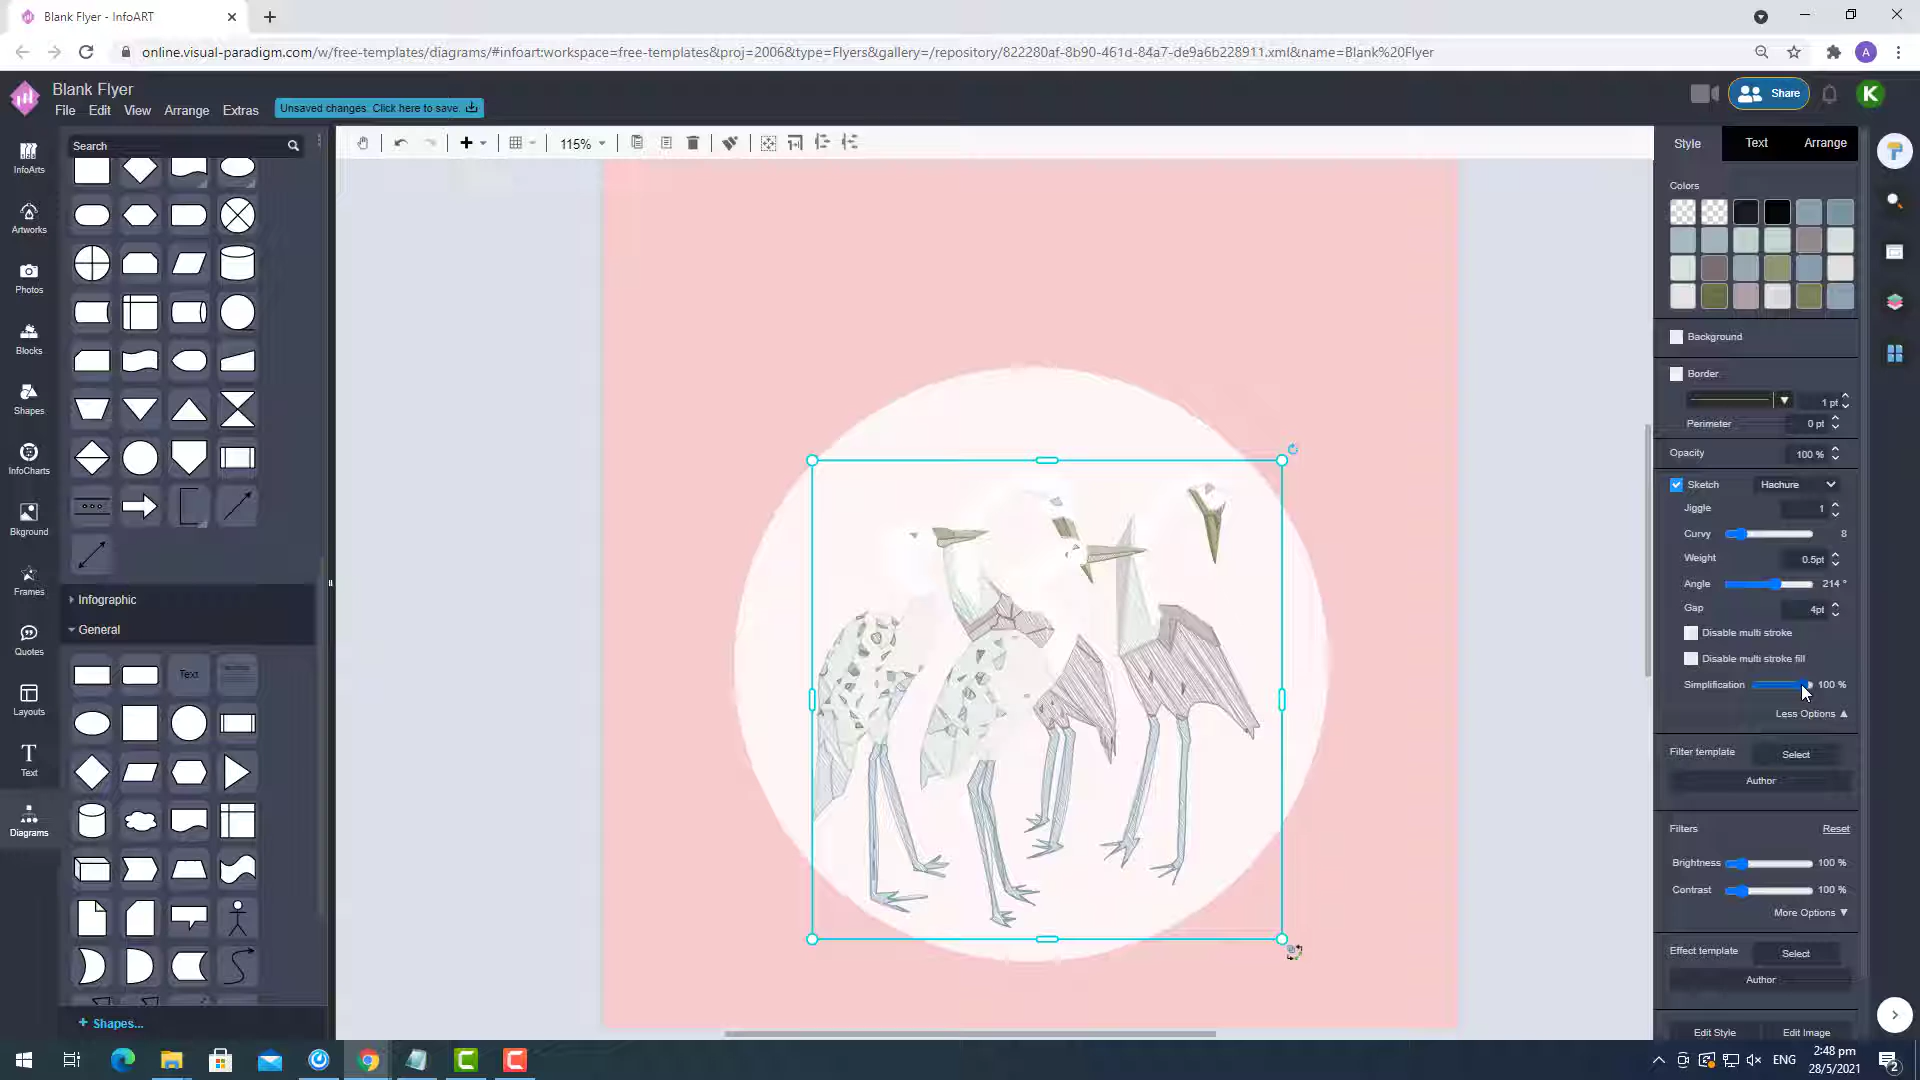 Blank Flyer - InfoART
online.visual-paradigm.com/w/free-templates/diagrams/#infoart:workspace=free-templates&proj=2006&type=Flyers&gallery=/repository/822280af-8b90-461d-84a7-de9a6b228911.xml&name=Blank%20Flyer
A
Blank Flyer
File Edit View Arrange Extras
Unsaved changes. Click here to save.
Share
K
Search
115%
Style Text Arrange
InfoArts
Artworks
Photos
Blocks
Shapes
InfoCharts
Bkground
Frames
Quotes
Layouts
Text
Diagrams
Infographic
General
Text
+ Shapes...
Colors
Background
Border
1 pt
Perimeter 0 pt
Opacity 100 %
Sketch Hachure
Jiggle 1
Curvy 8
Weight 0.5pt
Angle 214 °
Gap 4pt
Disable multi stroke
Disable multi stroke fill
Simplification 100 %
Less Options
Filter template Select
Author
Filters Reset
Brightness 100 %
Contrast 100 %
More Options
Effect template Select
Author
Edit Style Edit Image
ENG
2:48 pm
28/5/2021
2